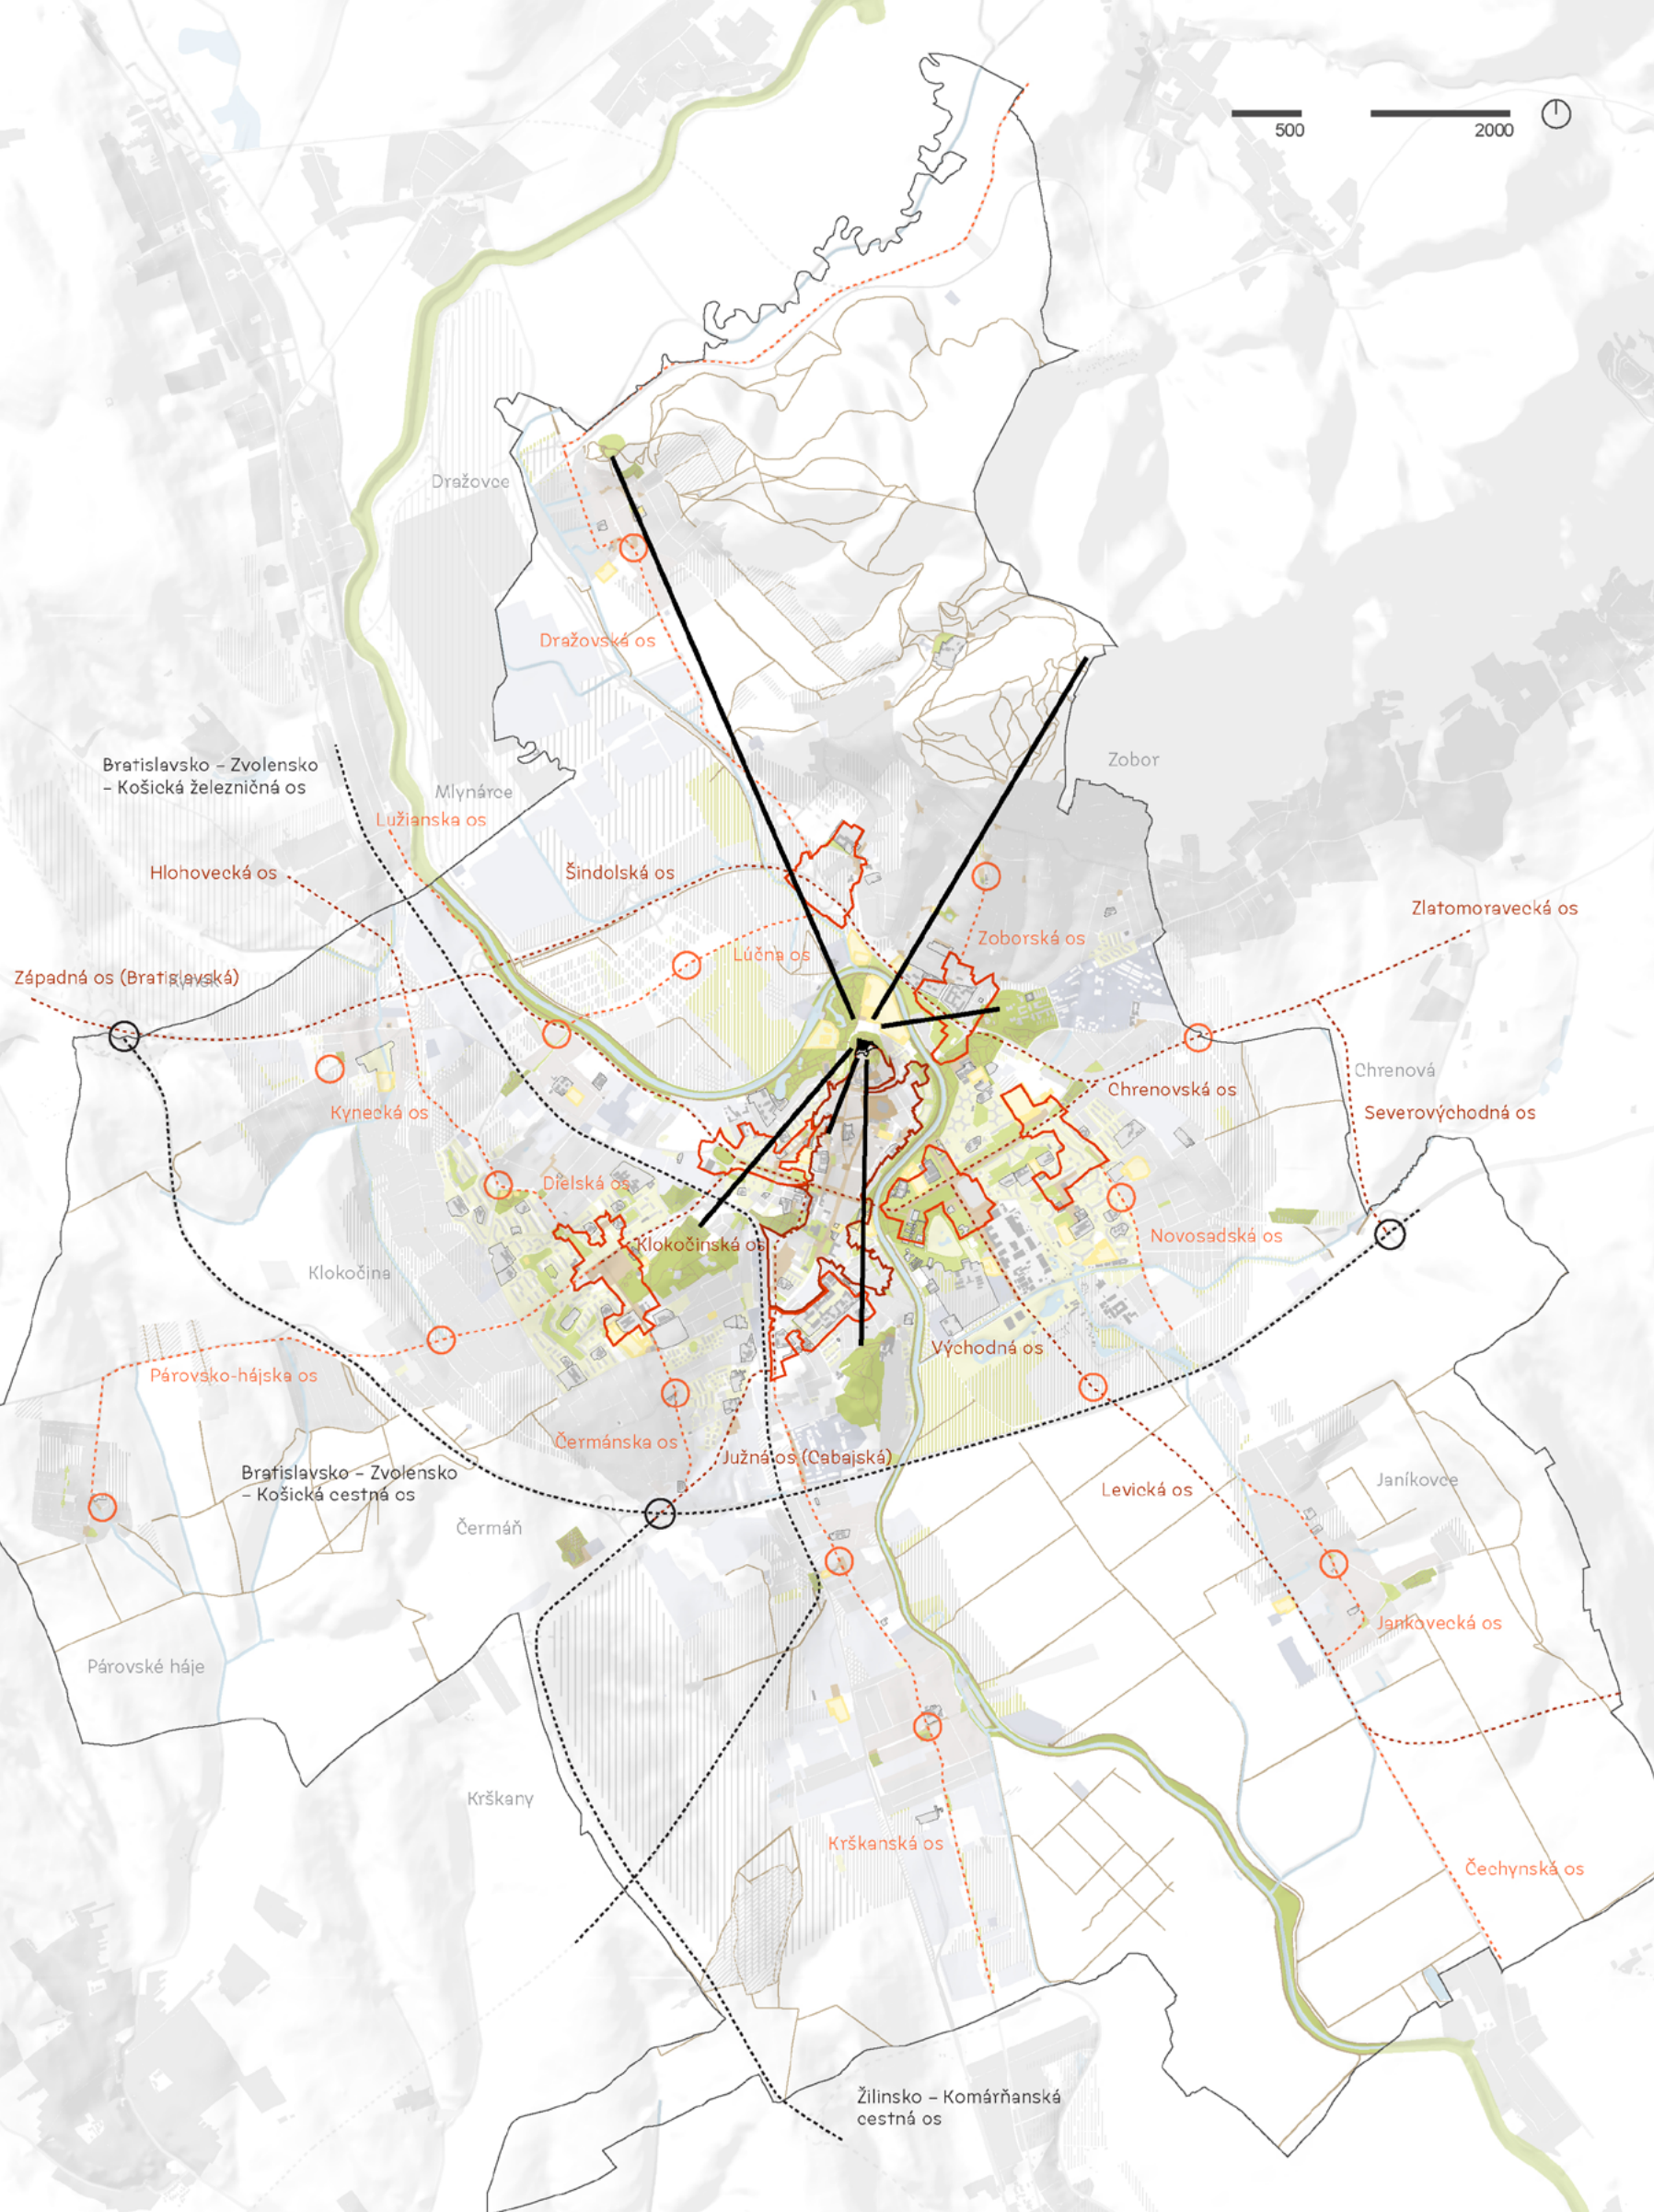 500
2000
Dražovce
Dražovská os
Zobor
Bratislavsko – Zvolensko
– Košická železničná os
Mlynárce
Lužianska os
Hlohovecká os
Šindolská os
Zlatomoravecká os
Zoborská os
Lúčna os
Západná os (Bratislavská)
Kynek
Chrenová
Chrenovská os
Kynecká os
Severovýchodná os
Dielská os
Novosadská os
Klokočinská os
Klokočina
Východná os
Párovsko-hájska os
Čermánska os
Južná os (Cabajská)
Bratislavsko – Zvolensko
– Košická cestná os
Janíkovce
Levická os
Čermáň
Jankovecká os
Párovské háje
Krškany
Krškanská os
Čechynská os
Žilinsko – Komárňanská
cestná os